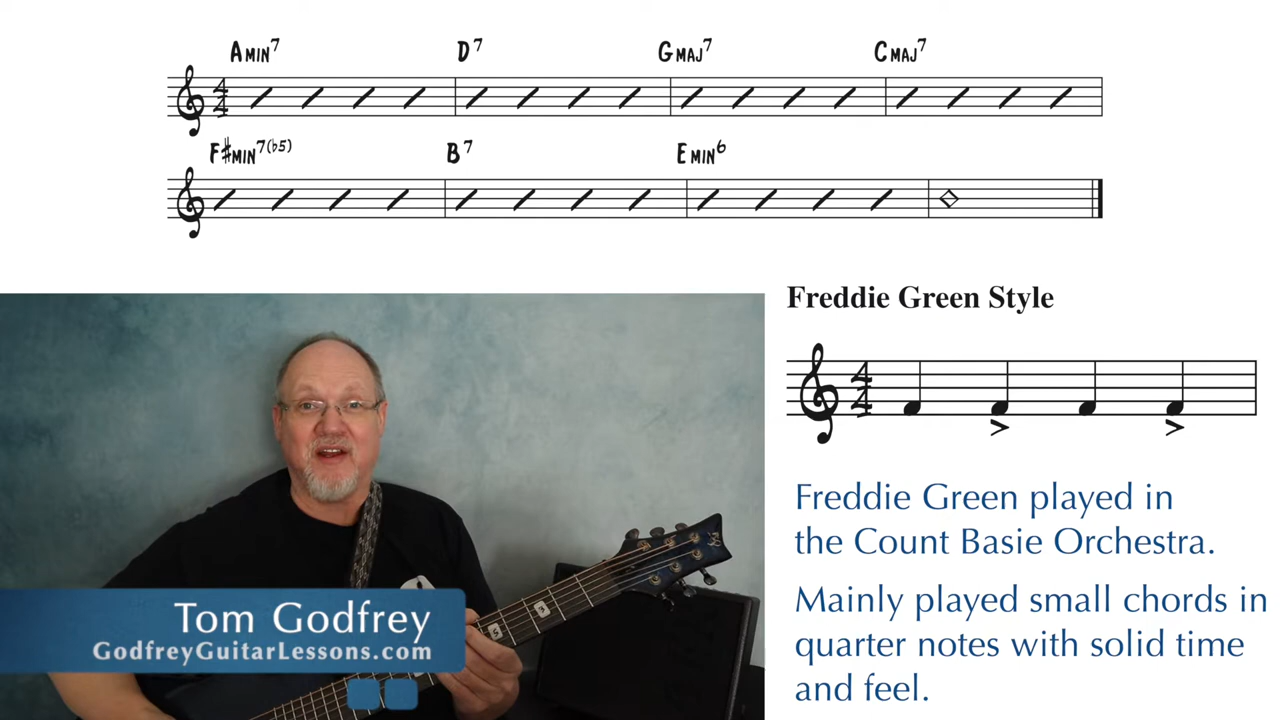 AMIN7 D7 GMAJ7 CMAJ7
F#MIN7(b5) B7 EMIN6
Freddie Green Style
Freddie Green played in
the Count Basie Orchestra.
Mainly played small chords in
quarter notes with solid time
and feel.
Tom Godfrey
GodfreyGuitarLessons.com